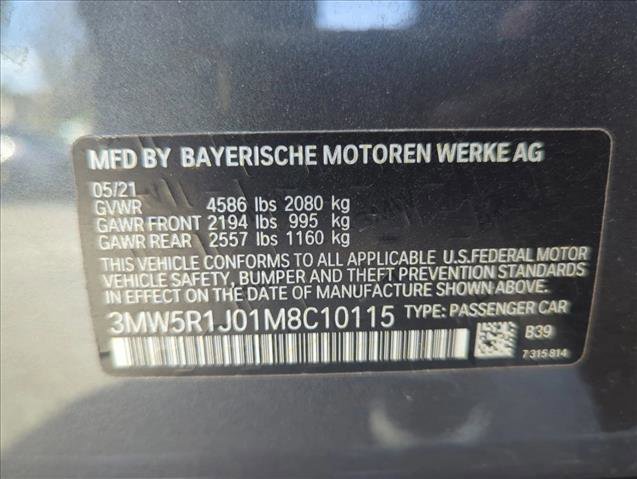 MFD BY BAYERISCHE MOTOREN WERKE AG
05/21
GVWR 4586 lbs 2080 kg
GAWR FRONT 2194 lbs 995 kg
GAWR REAR 2557 lbs 1160 kg
THIS VEHICLE CONFORMS TO ALL APPLICABLE U.S.FEDERAL MOTOR
VEHICLE SAFETY, BUMPER AND THEFT PREVENTION STANDARDS
IN EFFECT ON THE DATE OF MANUFACTURE SHOWN ABOVE.
3MW5R1J01M8C10115 TYPE: PASSENGER CAR
B39
7315814